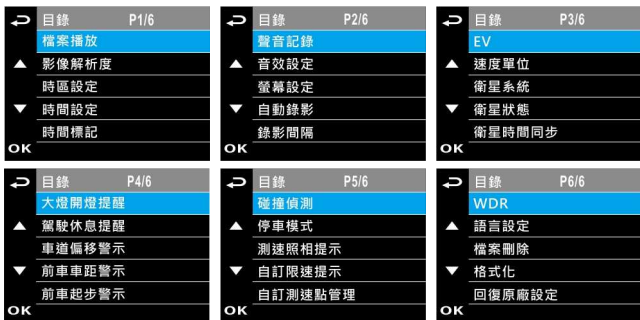 目錄 P1/6
檔案播放
影像解析度
時區設定
時間設定
時間標記
OK
目錄 P2/6
聲音記錄
音效設定
螢幕設定
自動錄影
錄影間隔
OK
目錄 P3/6
EV
速度單位
衛星系統
衛星狀態
衛星時間同步
OK
目錄 P4/6
大燈開燈提醒
駕駛休息提醒
車道偏移警示
前車車距警示
前車起步警示
OK
目錄 P5/6
碰撞偵測
停車模式
測速照相提示
自訂限速提示
自訂測速點管理
OK
目錄 P6/6
WDR
語言設定
檔案刪除
格式化
回復原廠設定
OK